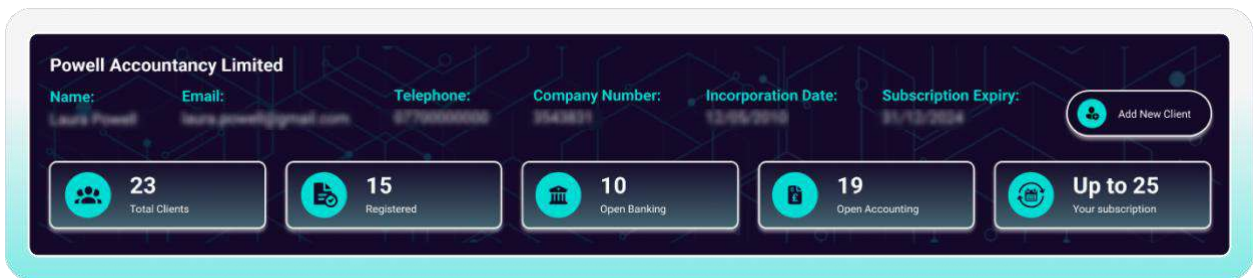 Powell Accountancy Limited
Name: Email: Telephone: Company Number: Incorporation Date: Subscription Expiry:
Add New Client
23 15 10 19 Up to 25
Total Clients Registered Open Banking Open Accounting Your subscription